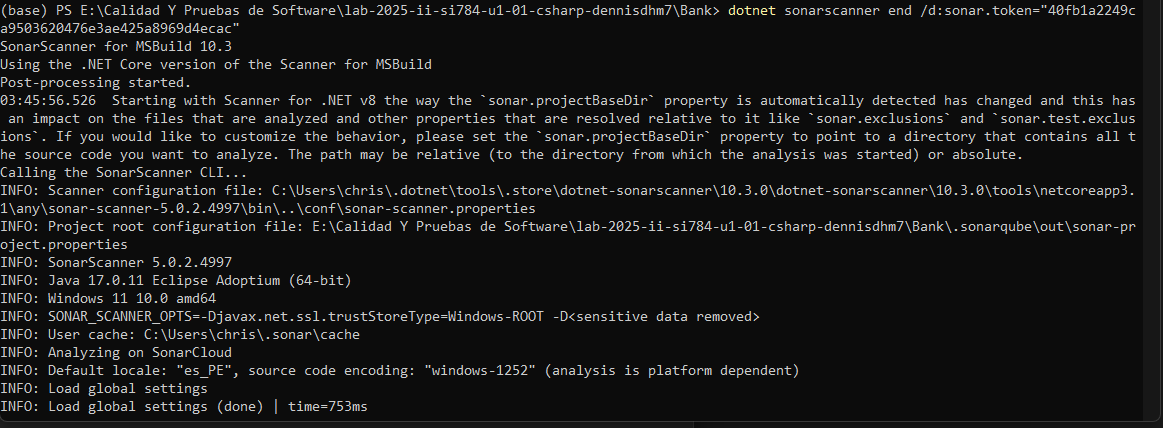 (base) PS E:\Calidad Y Pruebas de Software\lab-2025-ii-si784-u1-01-csharp-dennisdhm7\Bank> dotnet sonarscanner end /d:sonar.token="40fb1a2249c
a9503620476e3ae425a8969d4ecac"
SonarScanner for MSBuild 10.3
Using the .NET Core version of the Scanner for MSBuild
Post-processing started.
03:45:56.526  Starting with Scanner for .NET v8 the way the `sonar.projectBaseDir` property is automatically detected has changed and this has
 an impact on the files that are analyzed and other properties that are resolved relative to it like `sonar.exclusions` and `sonar.test.exclus
ions`. If you would like to customize the behavior, please set the `sonar.projectBaseDir` property to point to a directory that contains all t
he source code you want to analyze. The path may be relative (to the directory from which the analysis was started) or absolute.
Calling the SonarScanner CLI...
INFO: Scanner configuration file: C:\Users\chris\.dotnet\tools\.store\dotnet-sonarscanner\10.3.0\dotnet-sonarscanner\10.3.0\tools\netcoreapp3.
1\any\sonar-scanner-5.0.2.4997\bin\..\conf\sonar-scanner.properties
INFO: Project root configuration file: E:\Calidad Y Pruebas de Software\lab-2025-ii-si784-u1-01-csharp-dennisdhm7\Bank\.sonarqube\out\sonar-pr
oject.properties
INFO: SonarScanner 5.0.2.4997
INFO: Java 17.0.11 Eclipse Adoptium (64-bit)
INFO: Windows 11 10.0 amd64
INFO: SONAR_SCANNER_OPTS=-Djavax.net.ssl.trustStoreType=Windows-ROOT -D<sensitive data removed>
INFO: User cache: C:\Users\chris\.sonar\cache
INFO: Analyzing on SonarCloud
INFO: Default locale: "es_PE", source code encoding: "windows-1252" (analysis is platform dependent)
INFO: Load global settings
INFO: Load global settings (done) | time=753ms